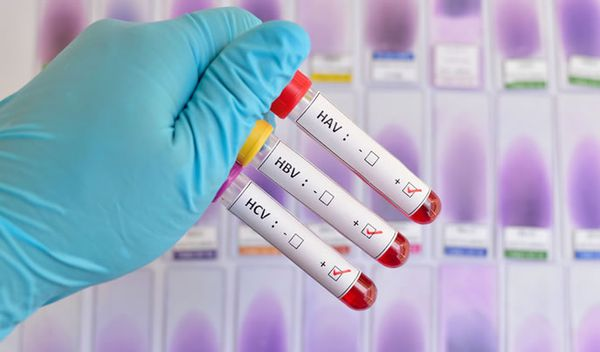 HAV : - ☐ + ☑
HBV : - ☐ + ☑
HCV : - ☐ + ☑